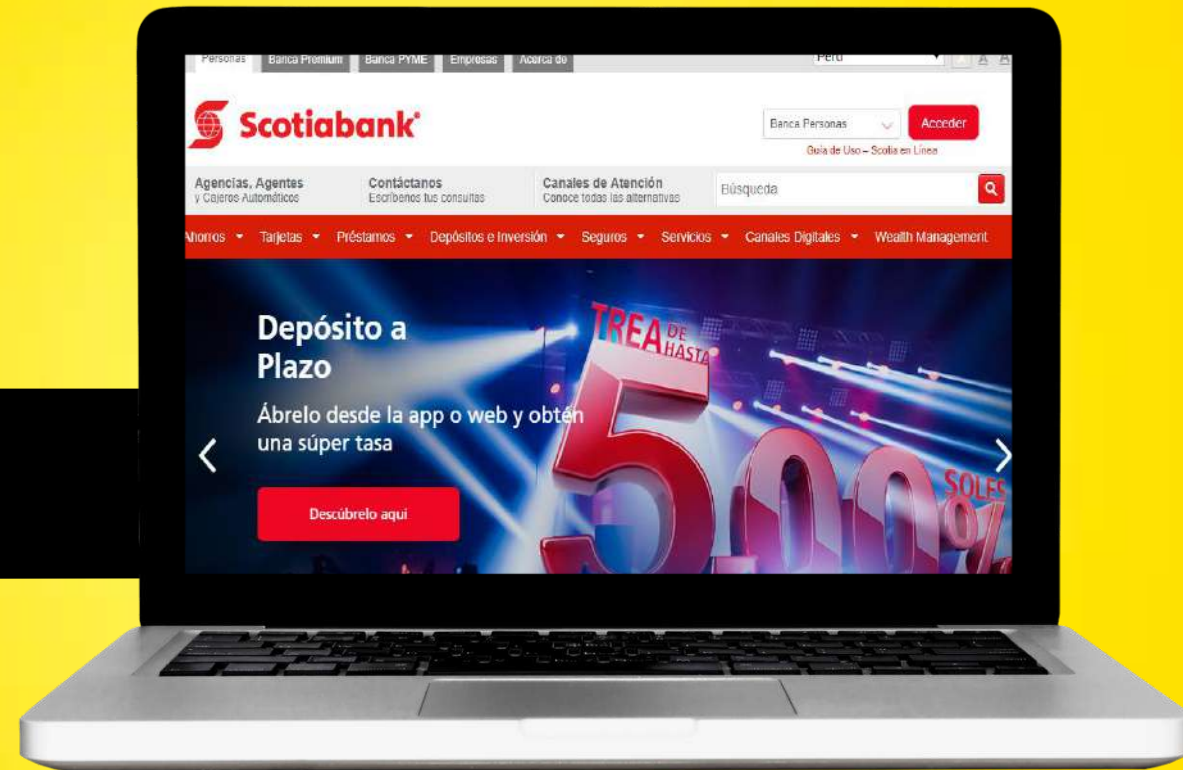 Personas Banca Premium Banca PYME Empresas Acerca de Perú A A
Scotiabank®
Banca Personas Acceder
Guía de Uso – Scotia en Línea
Agencias, Agentes
y Cajeros Automáticos
Contáctanos
Escríbenos tus consultas
Canales de Atención
Conoce todas las alternativas
Búsqueda
Ahorros Tarjetas Préstamos Depósitos e Inversión Seguros Servicios Canales Digitales Wealth Management
Depósito a
Plazo
Ábrelo desde la app o web y obtén
una súper tasa
Descúbrelo aquí
TREA DE
HASTA
5.00%
SOLES